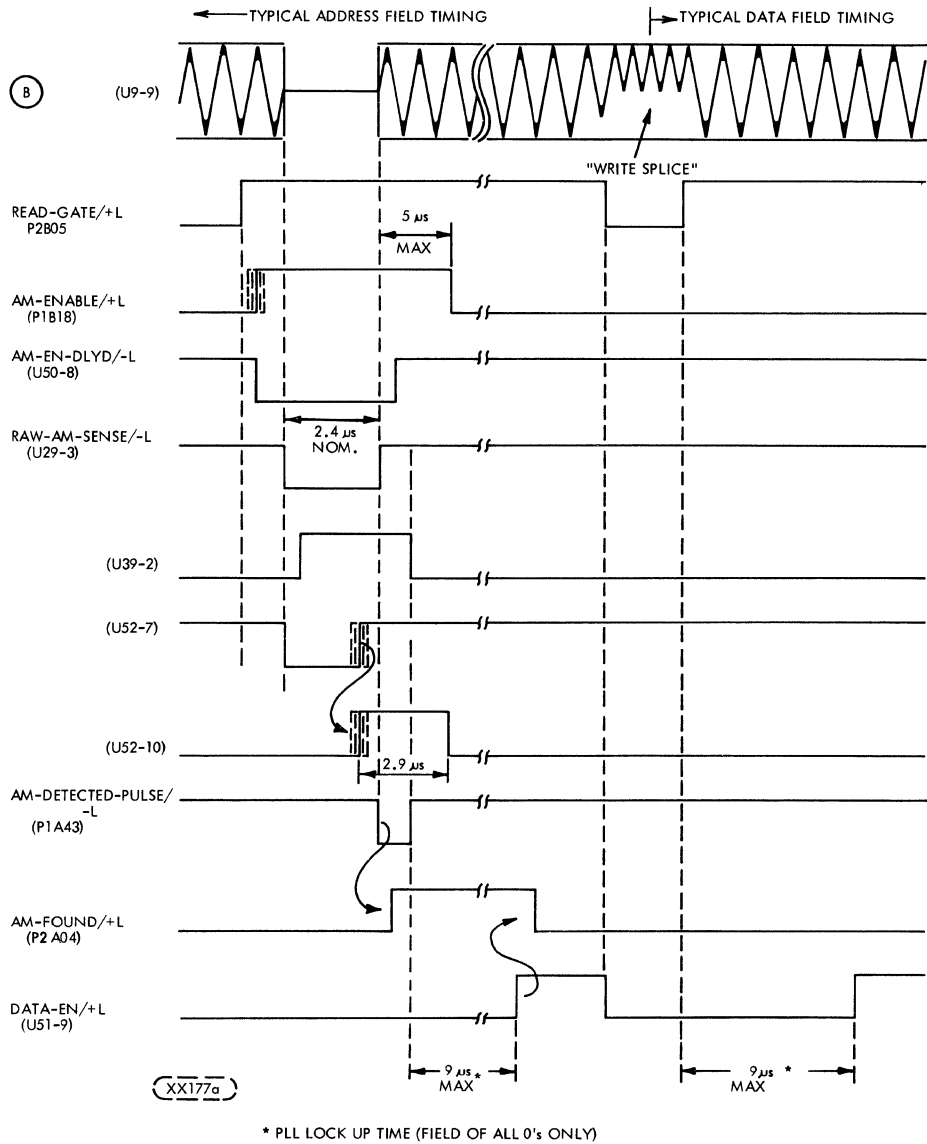 TYPICAL ADDRESS FIELD TIMING
TYPICAL DATA FIELD TIMING
B
(U9-9)
"WRITE SPLICE"
READ-GATE/+L
P2B05
5 µs
MAX
AM-ENABLE/+L
(P1B18)
AM-EN-DLYD/-L
(U50-8)
2.4 µs
NOM.
RAW-AM-SENSE/-L
(U29-3)
(U39-2)
(U52-7)
(U52-10)
2.9 µs
AM-DETECTED-PULSE/
-L
(P1A43)
AM-FOUND/+L
(P2A04)
DATA-EN/+L
(U51-9)
9 µs *
MAX
9 µs *
MAX
XX177a
* PLL LOCK UP TIME (FIELD OF ALL 0's ONLY)